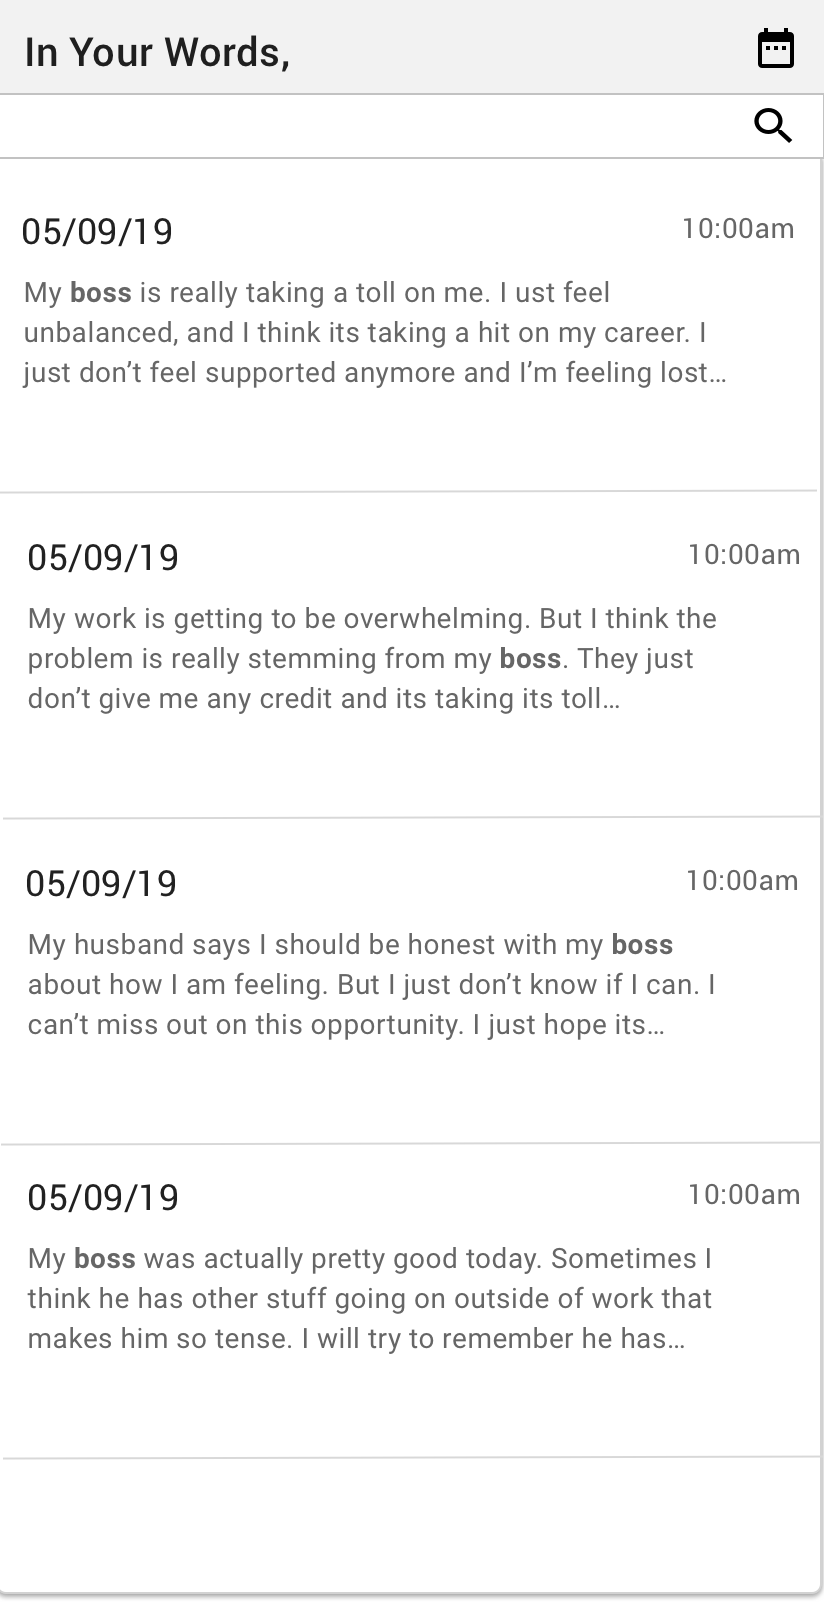 In Your Words,
05/09/19 10:00am
My boss is really taking a toll on me. I ust feel
unbalanced, and I think its taking a hit on my career. I
just don’t feel supported anymore and I’m feeling lost…
05/09/19 10:00am
My work is getting to be overwhelming. But I think the
problem is really stemming from my boss. They just
don’t give me any credit and its taking its toll…
05/09/19 10:00am
My husband says I should be honest with my boss
about how I am feeling. But I just don’t know if I can. I
can’t miss out on this opportunity. I just hope its…
05/09/19 10:00am
My boss was actually pretty good today. Sometimes I
think he has other stuff going on outside of work that
makes him so tense. I will try to remember he has…